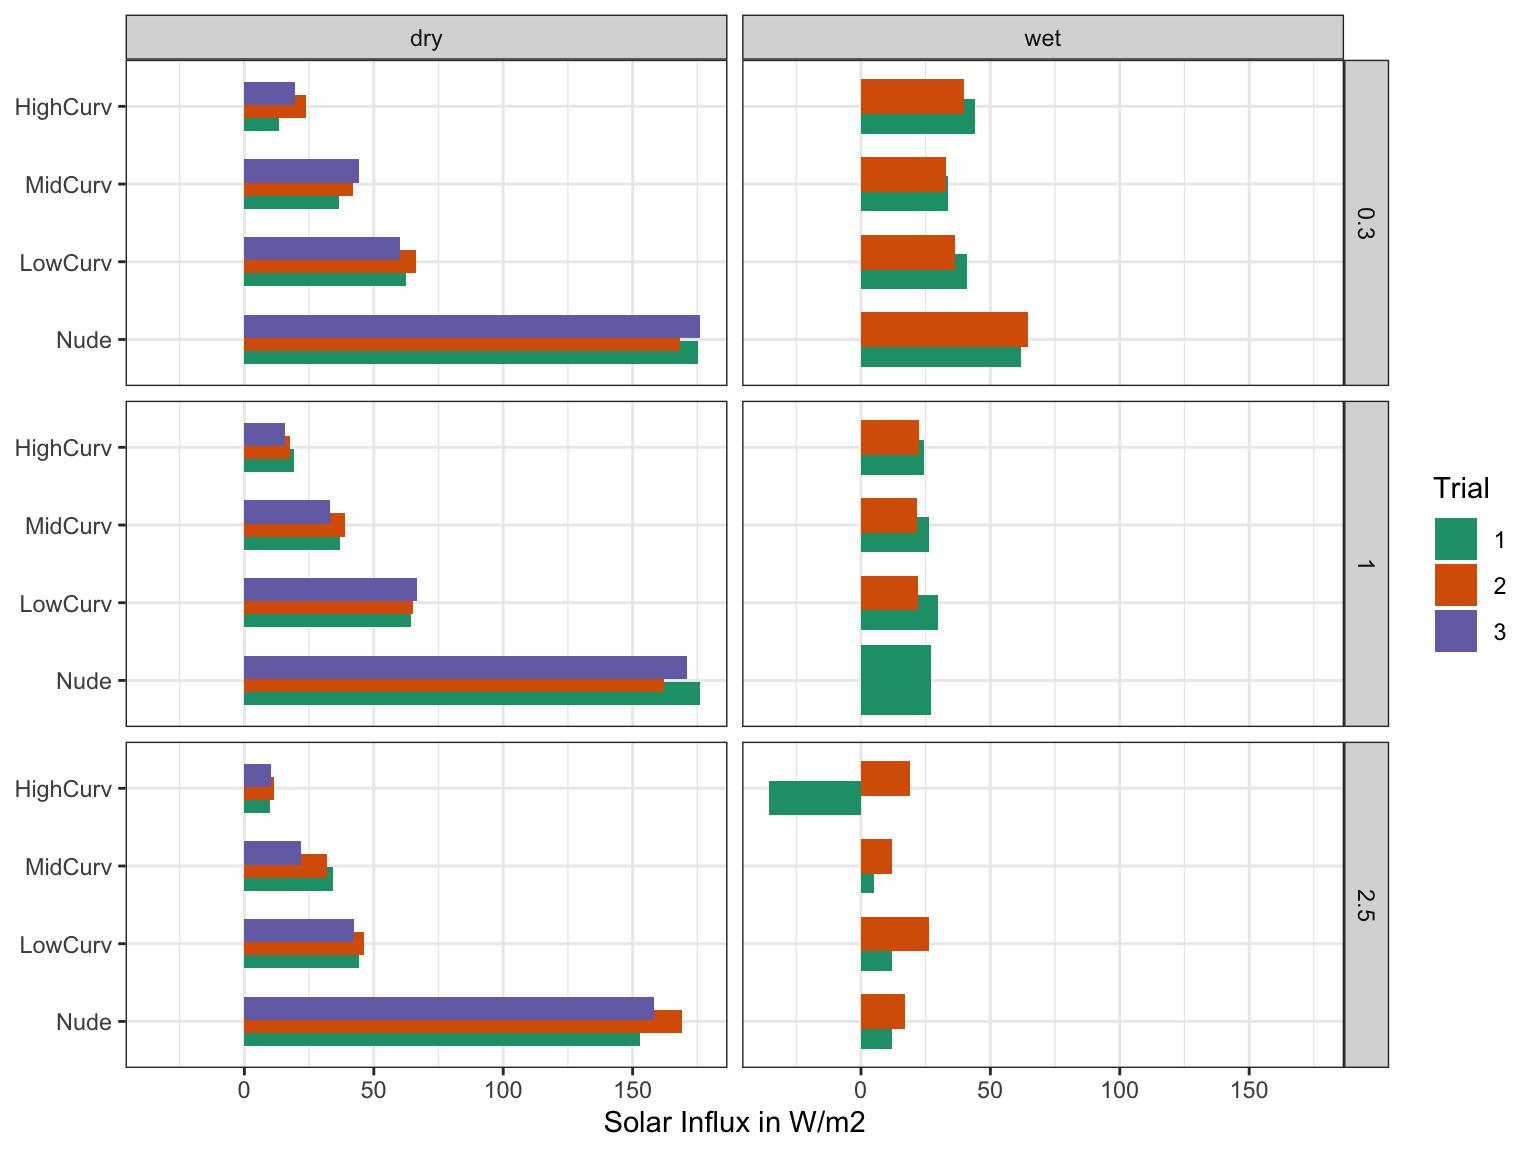 dry wet
HighCurv
MidCurv
LowCurv
Nude
0.3
HighCurv
MidCurv
LowCurv
Nude
1
HighCurv
MidCurv
LowCurv
Nude
2.5
0 50 100 150 0 50 100 150
Solar Influx in W/m2
Trial
1
2
3